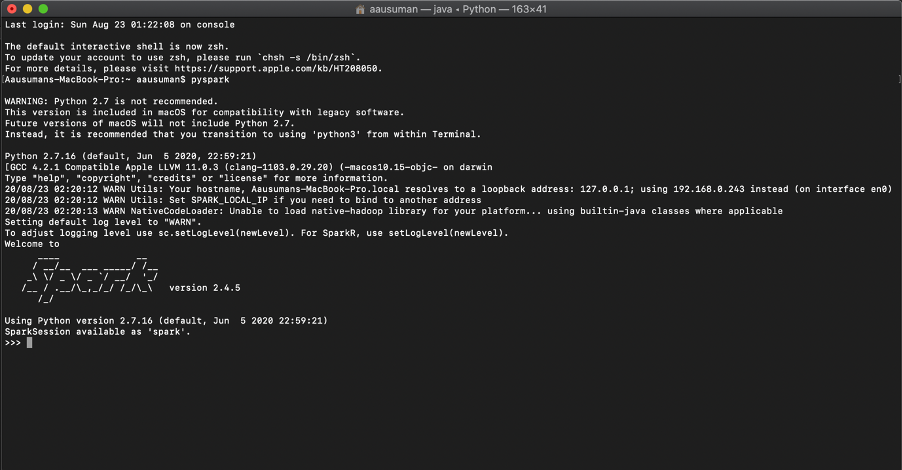 aausuman — java • Python — 163×41
Last login: Sun Aug 23 01:22:08 on console
The default interactive shell is now zsh.
To update your account to use zsh, please run `chsh -s /bin/zsh`.
For more details, please visit https://support.apple.com/kb/HT208050.
[Aausumans-MacBook-Pro:~ aausuman$ pyspark ]
WARNING: Python 2.7 is not recommended.
This version is included in macOS for compatibility with legacy software.
Future versions of macOS will not include Python 2.7.
Instead, it is recommended that you transition to using 'python3' from within Terminal.
Python 2.7.16 (default, Jun  5 2020, 22:59:21)
[GCC 4.2.1 Compatible Apple LLVM 11.0.3 (clang-1103.0.29.20) (-macos10.15-objc- on darwin
Type "help", "copyright", "credits" or "license" for more information.
20/08/23 02:20:12 WARN Utils: Your hostname, Aausumans-MacBook-Pro.local resolves to a loopback address: 127.0.0.1; using 192.168.0.243 instead (on interface en0)
20/08/23 02:20:12 WARN Utils: Set SPARK_LOCAL_IP if you need to bind to another address
20/08/23 02:20:13 WARN NativeCodeLoader: Unable to load native-hadoop library for your platform... using builtin-java classes where applicable
Setting default log level to "WARN".
To adjust logging level use sc.setLogLevel(newLevel). For SparkR, use setLogLevel(newLevel).
Welcome to
      ____              __
     / __/__  ___ _____/ /__
    _\ \/ _ \/ _ `/ __/  '_/
   /__ / .__/\_,_/_/ /_/\_\   version 2.4.5
      /_/
Using Python version 2.7.16 (default, Jun  5 2020 22:59:21)
SparkSession available as 'spark'.
>>>